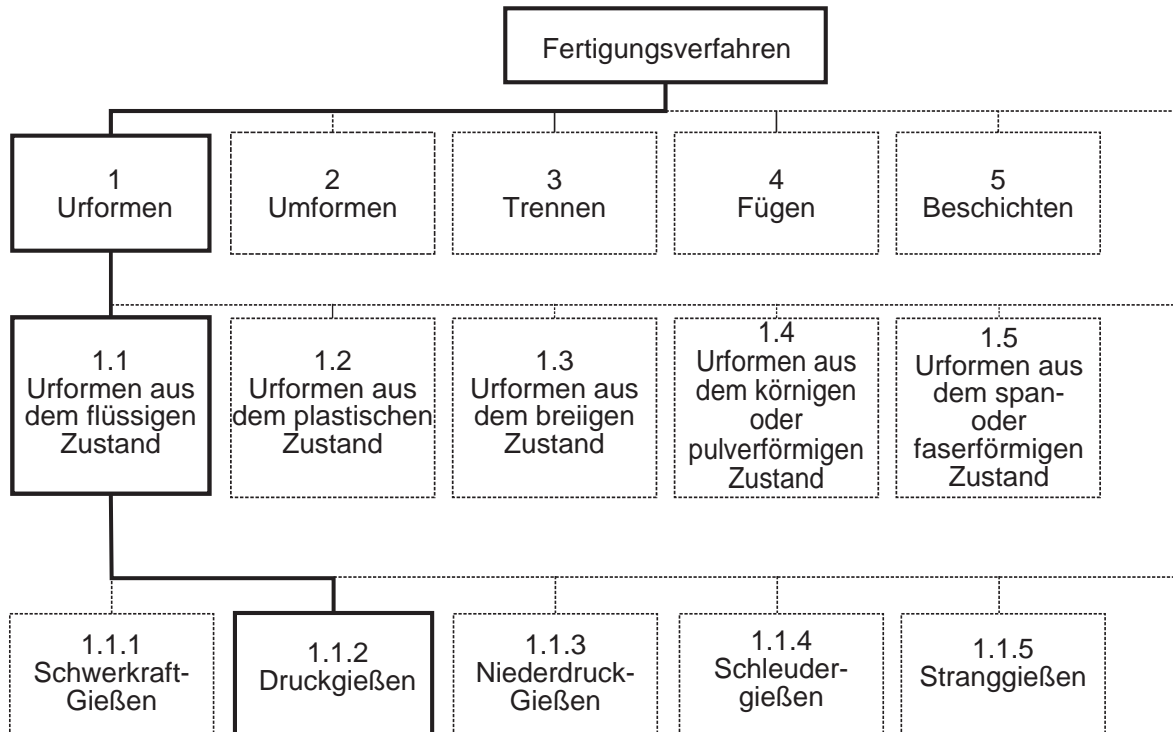 Fertigungsverfahren
1
Urformen
2
Umformen
3
Trennen
4
Fügen
5
Beschichten
1.1
Urformen aus
dem flüssigen
Zustand
1.2
Urformen aus
dem plastischen
Zustand
1.3
Urformen aus
dem breiigen
Zustand
1.4
Urformen aus
dem körnigen
oder
pulverförmigen
Zustand
1.5
Urformen aus
dem span-
oder
faserförmigen
Zustand
1.1.1
Schwerkraft-
Gießen
1.1.2
Druckgießen
1.1.3
Niederdruck-
Gießen
1.1.4
Schleuder-
gießen
1.1.5
Stranggießen